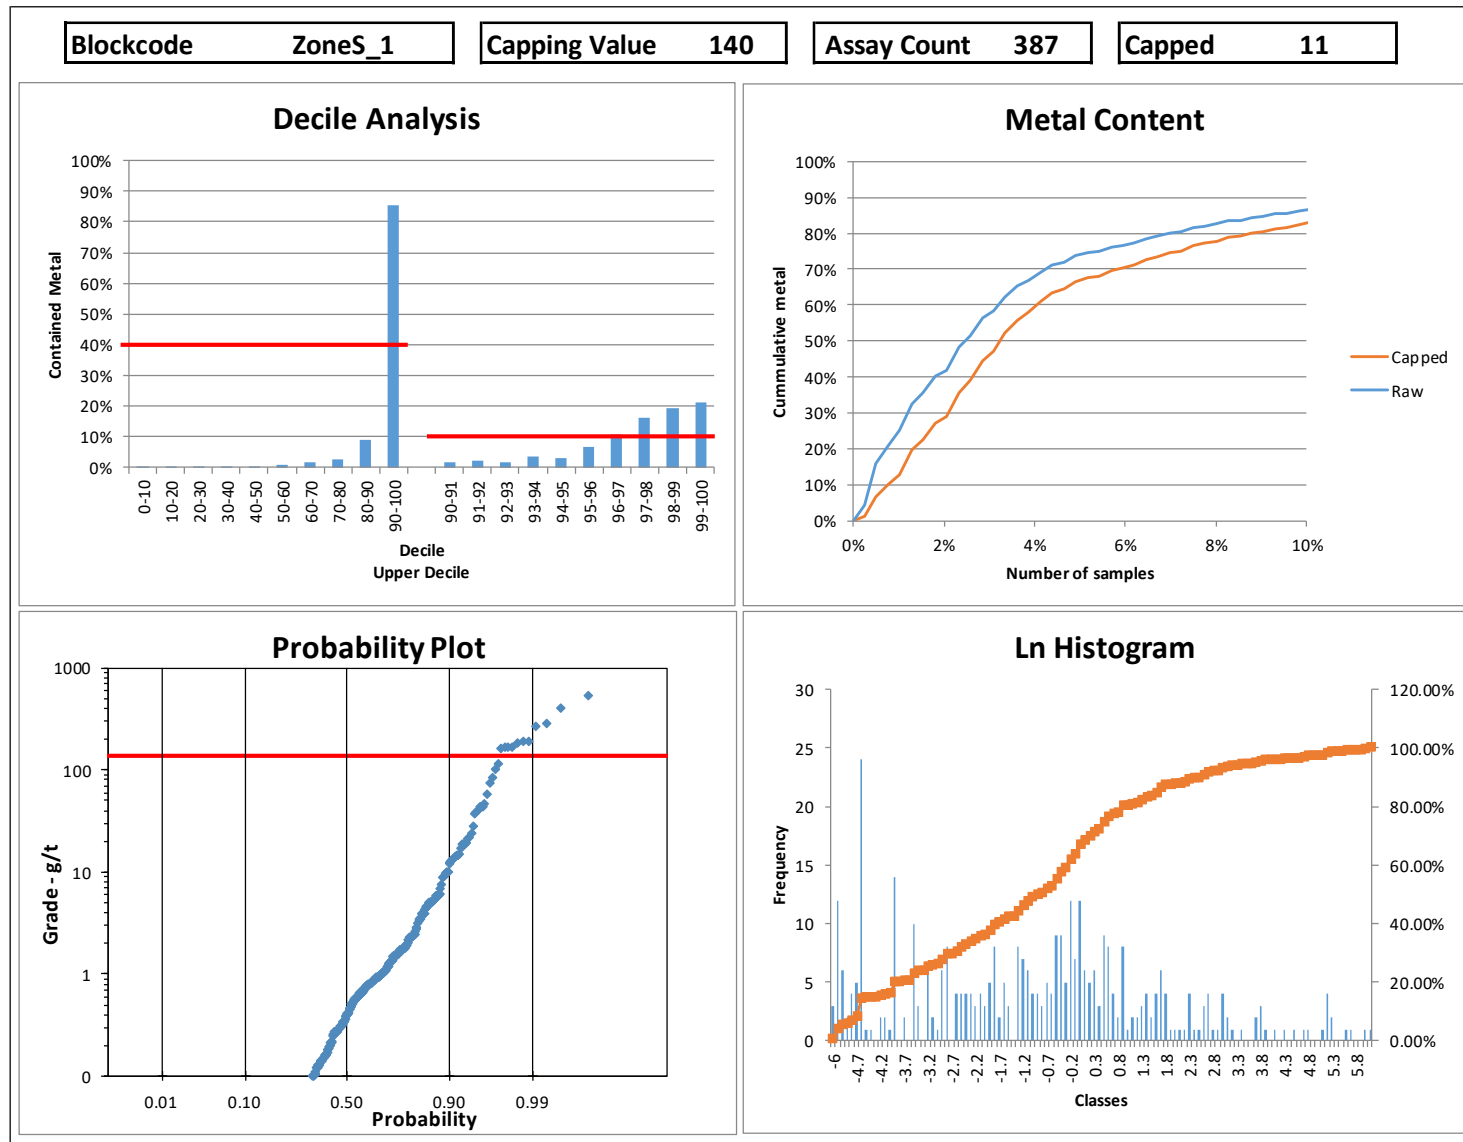 Blockcode ZoneS_1 Capping Value 140 Assay Count 387 Capped 11
Decile Analysis
100%
90%
80%
70%
60%
50%
40%
30%
20%
10%
0%
Contained Metal
0-10 10-20 20-30 30-40 40-50 50-60 60-70 70-80 80-90 90-100 90-91 91-92 92-93 93-94 94-95 95-96 96-97 97-98 98-99 99-100
Decile
Upper Decile
Metal Content
100%
90%
80%
70%
60%
50%
40%
30%
20%
10%
0%
Cummulative metal
0% 2% 4% 6% 8% 10%
Number of samples
Capped
Raw
Probability Plot
1000
100
10
1
0
Grade - g/t
0.01 0.10 0.50 0.90 0.99
Probability
Ln Histogram
30
25
20
15
10
5
0
Frequency
120.00%
100.00%
80.00%
60.00%
40.00%
20.00%
0.00%
-6 -4.7 -4.2 -3.7 -3.2 -2.7 -2.2 -1.7 -1.2 -0.7 -0.2 0.3 0.8 1.3 1.8 2.3 2.8 3.3 3.8 4.3 4.8 5.3 5.8
Classes